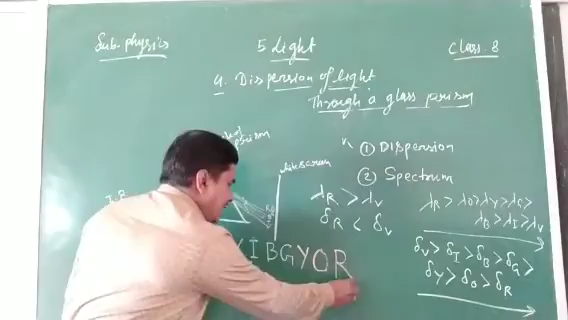 Sub-physics
5 Light
Class. 8
4. Dispersion of light
Through a glass prism
prism
white screen
① Dispersion
② Spectrum
λR > λV
δR < δV
λR > λO > λY > λG >
λB > λI > λV
δV > δI > δB > δG >
δY > δO > δR
I B G Y O R